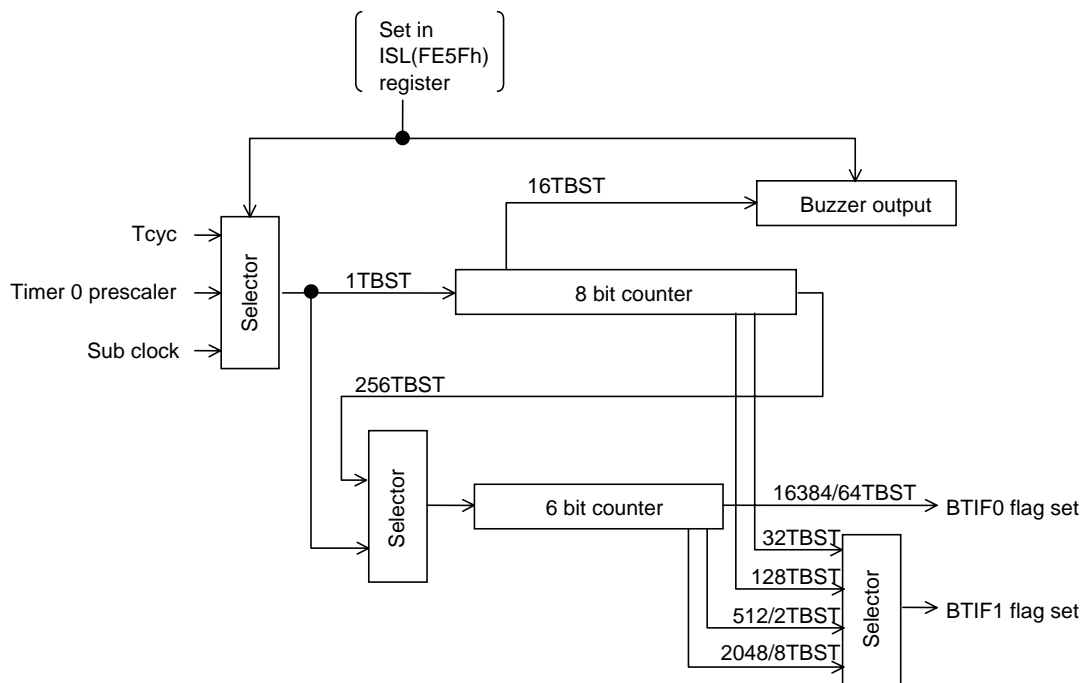 Set in
ISL(FE5Fh)
register
16TBST
Buzzer output
Tcyc
Timer 0 prescaler
Sub clock
Selector
1TBST
8 bit counter
256TBST
Selector
6 bit counter
16384/64TBST
BTIF0 flag set
32TBST
128TBST
512/2TBST
2048/8TBST
Selector
BTIF1 flag set